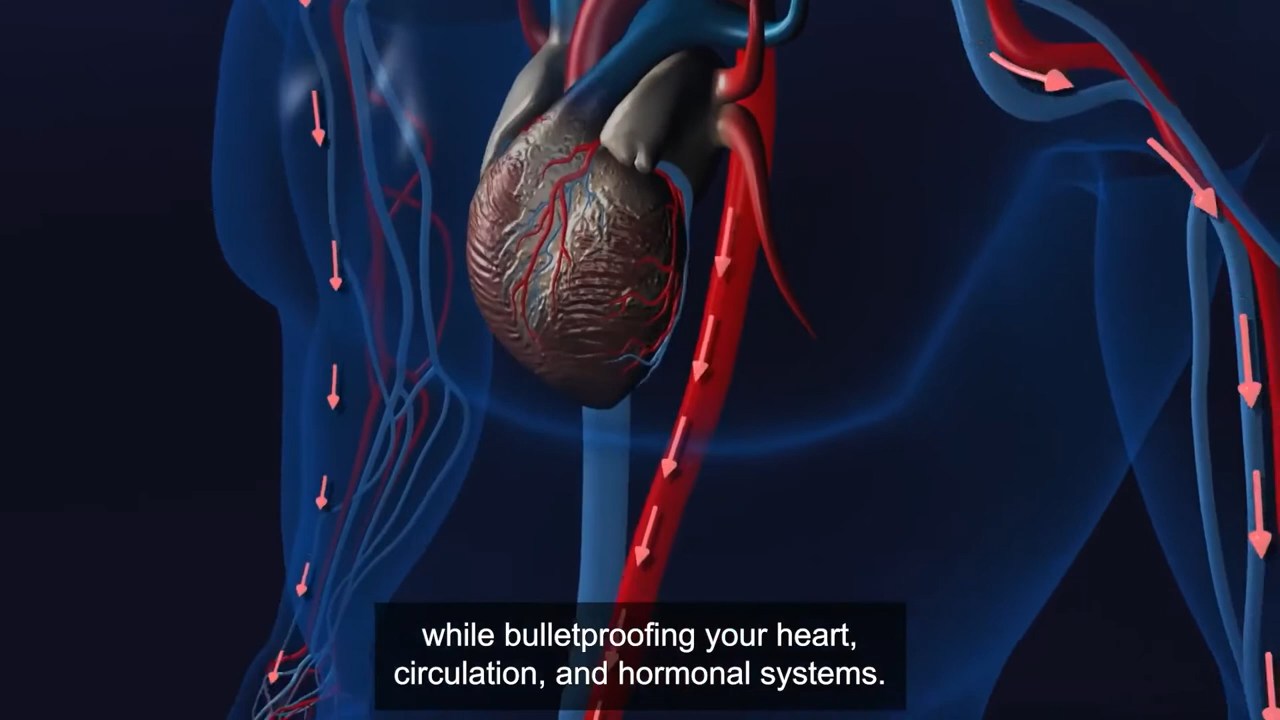 while bulletproofing your heart,
circulation, and hormonal systems.